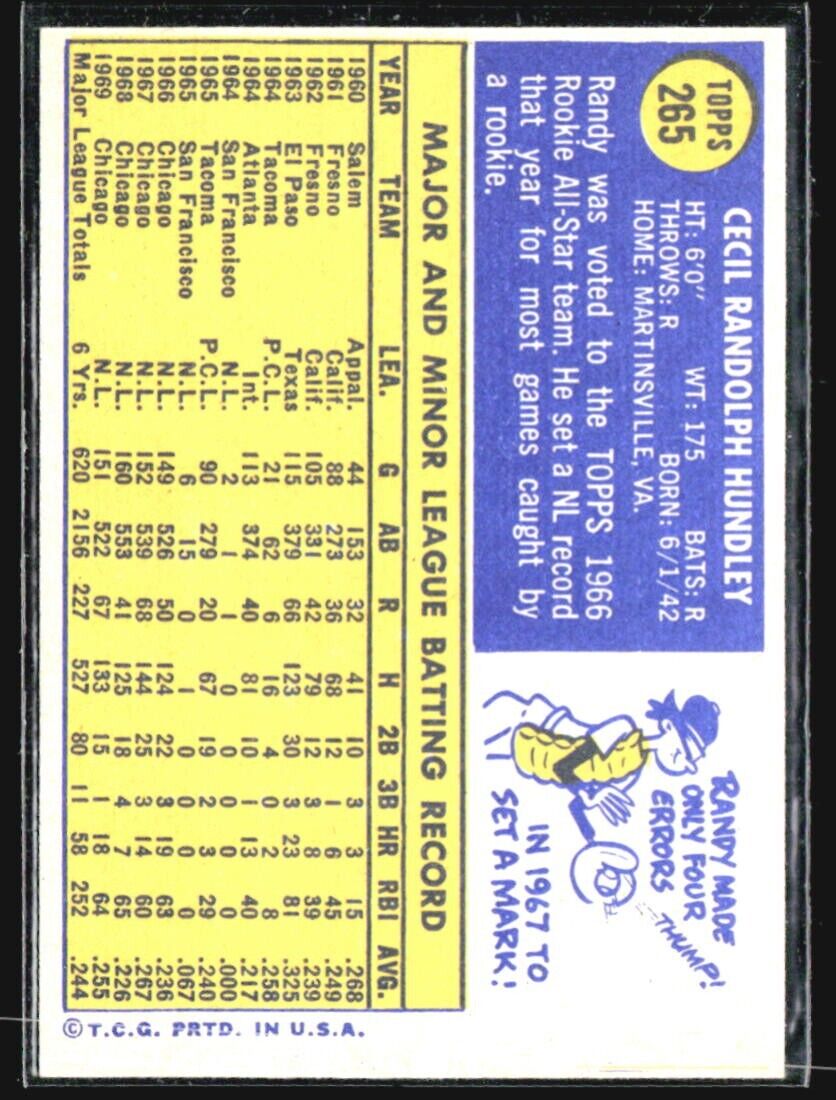 TOPPS
265
CECIL RANDOLPH HUNDLEY
HT: 6'0" WT: 175 BATS: R
THROWS: R BORN: 6/1/42
HOME: MARTINSVILLE, VA.
Randy was voted to the TOPPS 1966
Rookie All-Star team. He set a NL record
that year for most games caught by
a rookie.
RANDY MADE
ONLY FOUR
ERRORS
THUMP!
IN 1967 TO
SET A MARK!
MAJOR AND MINOR LEAGUE BATTING RECORD
YEAR TEAM LEA. G AB R H 2B 3B HR RBI AVG.
1960 Salem Appal. 44 153 32 41 10 3 3 15 .268
1961 Fresno Calif. 88 273 36 68 12 1 6 45 .249
1962 Fresno Calif. 105 331 42 79 12 3 8 39 .239
1963 El Paso Texas 115 379 66 123 30 3 23 81 .325
1964 Tacoma P.C.L. 21 62 6 16 4 0 2 8 .258
1964 Atlanta Int. 113 374 40 81 10 1 13 40 .217
1964 San Francisco N.L. 2 1 1 0 0 0 0 0 .000
1965 Tacoma P.C.L. 90 279 20 67 19 2 3 29 .240
1965 San Francisco N.L. 6 15 0 1 0 0 0 0 .067
1966 Chicago N.L. 149 526 50 124 22 3 19 63 .236
1967 Chicago N.L. 152 539 68 144 25 3 14 60 .267
1968 Chicago N.L. 160 553 41 125 18 4 7 65 .226
1969 Chicago N.L. 151 522 67 133 15 1 18 64 .255
Major League Totals 6 Yrs. 620 2156 227 527 80 11 58 252 .244
© T.C.G. PRTD. IN U.S.A.